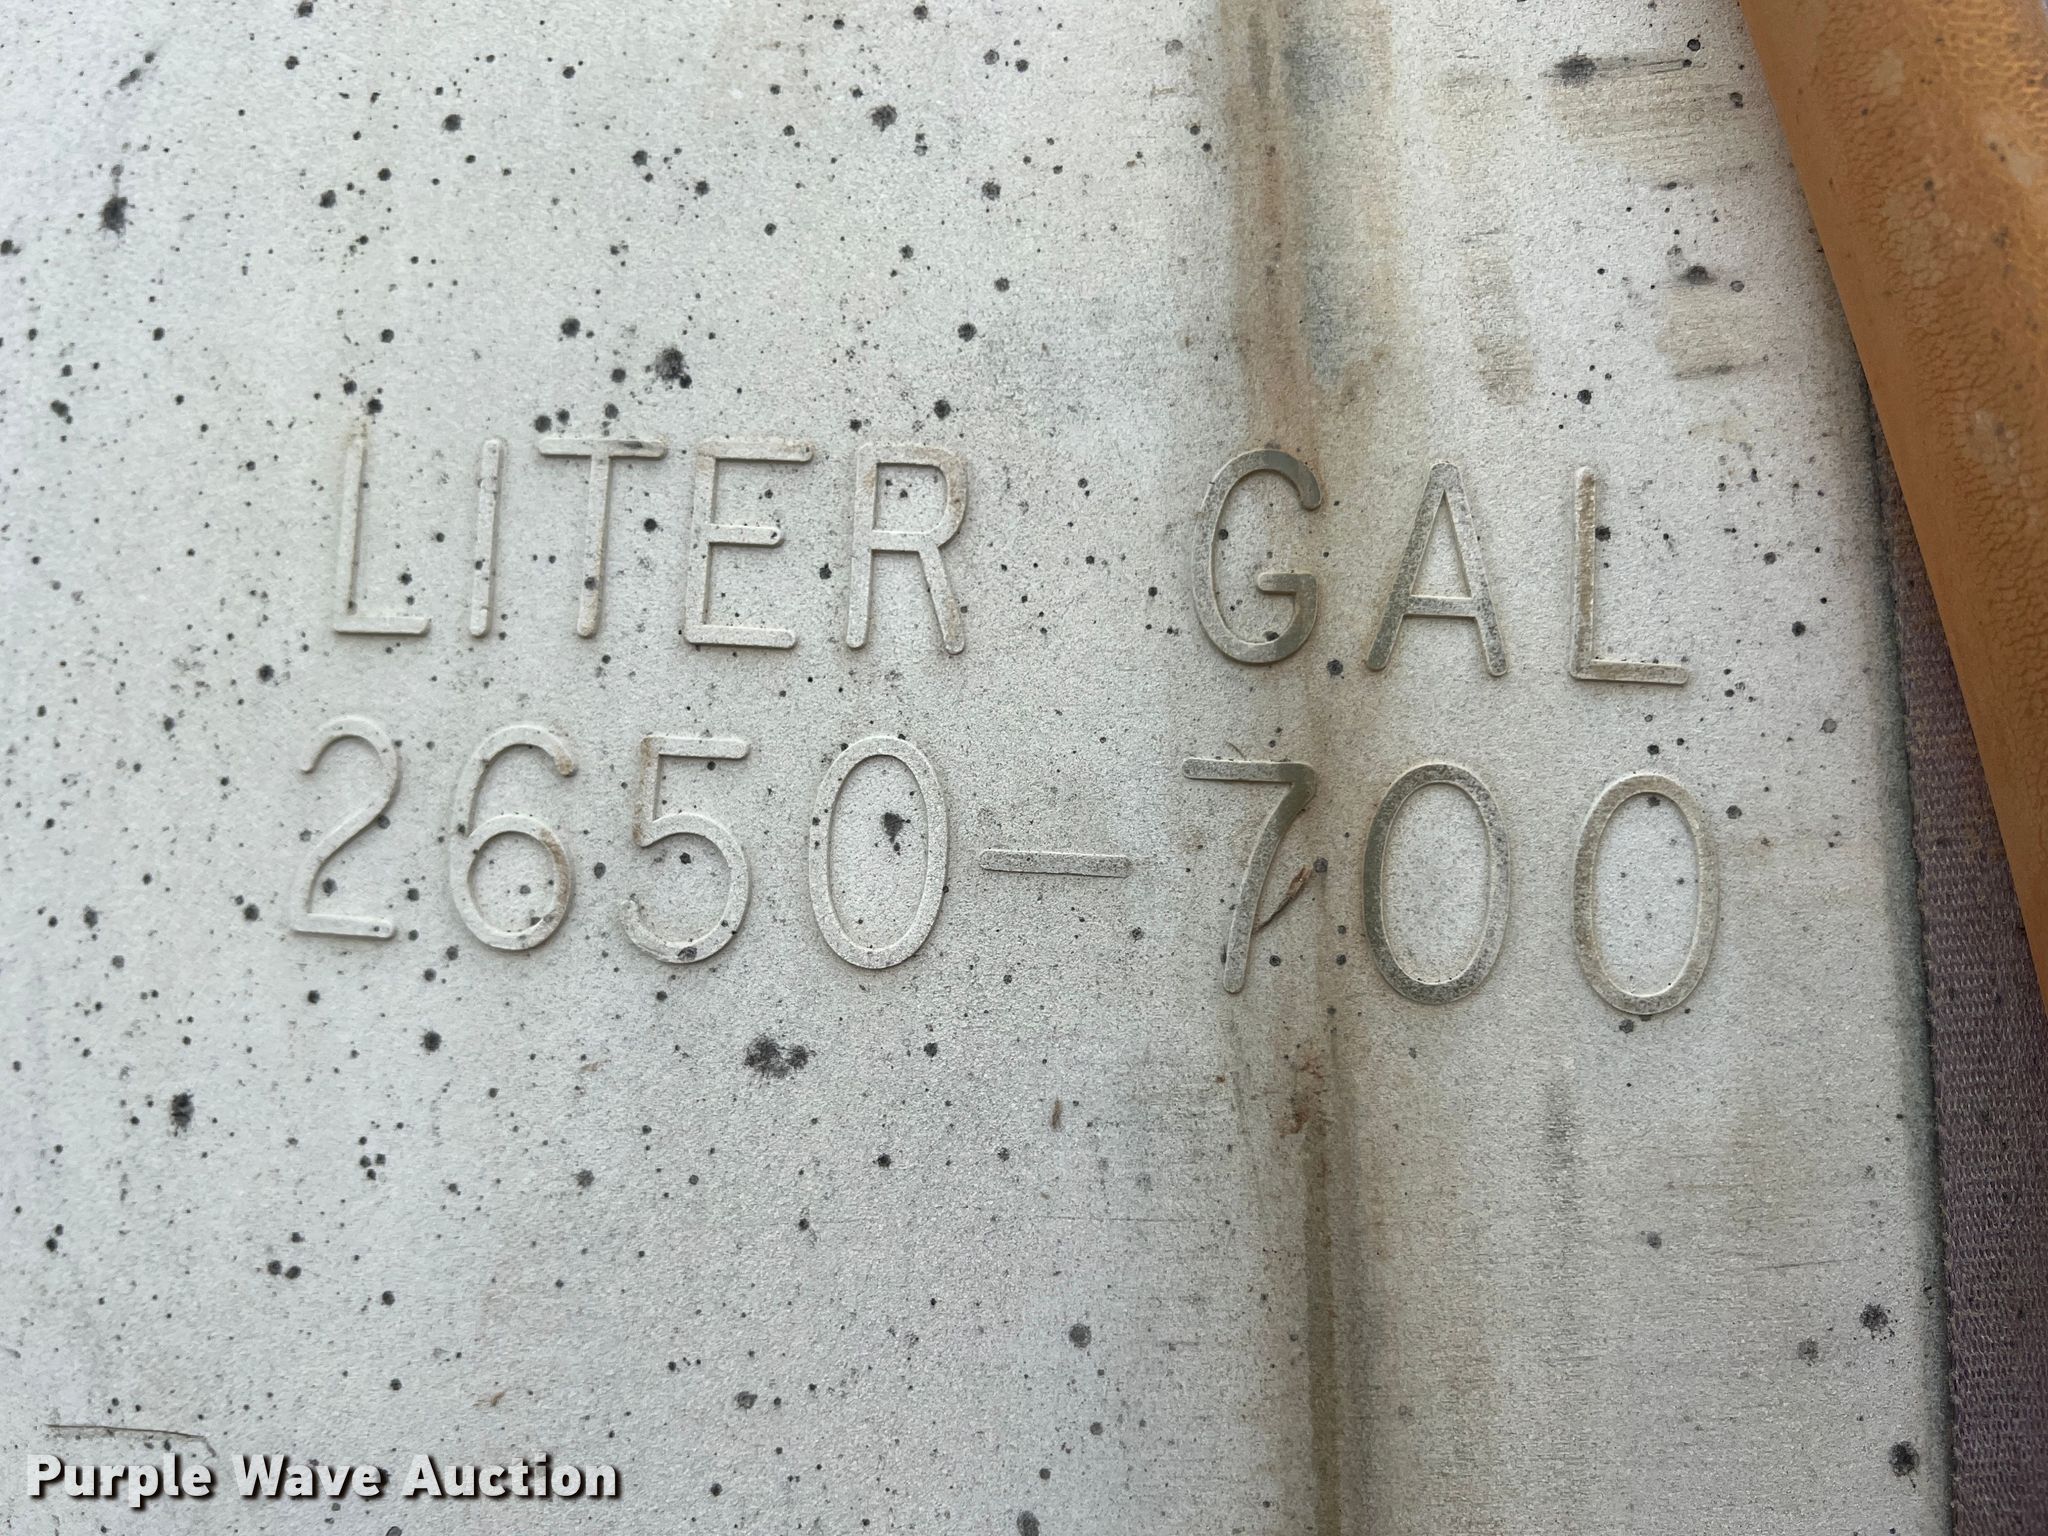 LITER GAL
2650-700
Purple Wave Auction